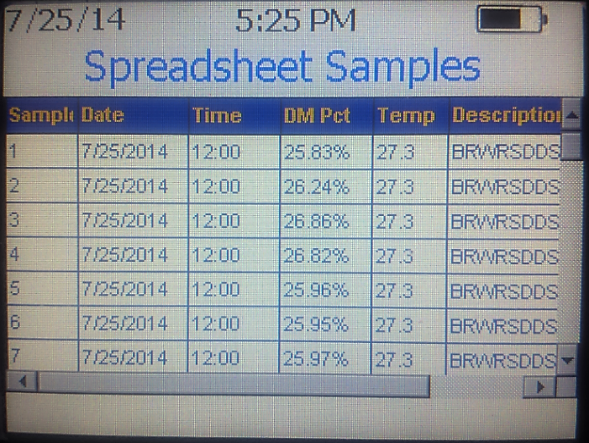 7/25/14 5:25 PM
Spreadsheet Samples
Sample Date Time DM Pct Temp Description
1 7/25/2014 12:00 25.83% 27.3 BRWRSDDS
2 7/25/2014 12:00 26.24% 27.3 BRWRSDDS
3 7/25/2014 12:00 26.86% 27.3 BRWRSDDS
4 7/25/2014 12:00 26.82% 27.3 BRWRSDDS
5 7/25/2014 12:00 25.96% 27.3 BRWRSDDS
6 7/25/2014 12:00 25.95% 27.3 BRWRSDDS
7 7/25/2014 12:00 25.97% 27.3 BRWRSDDS